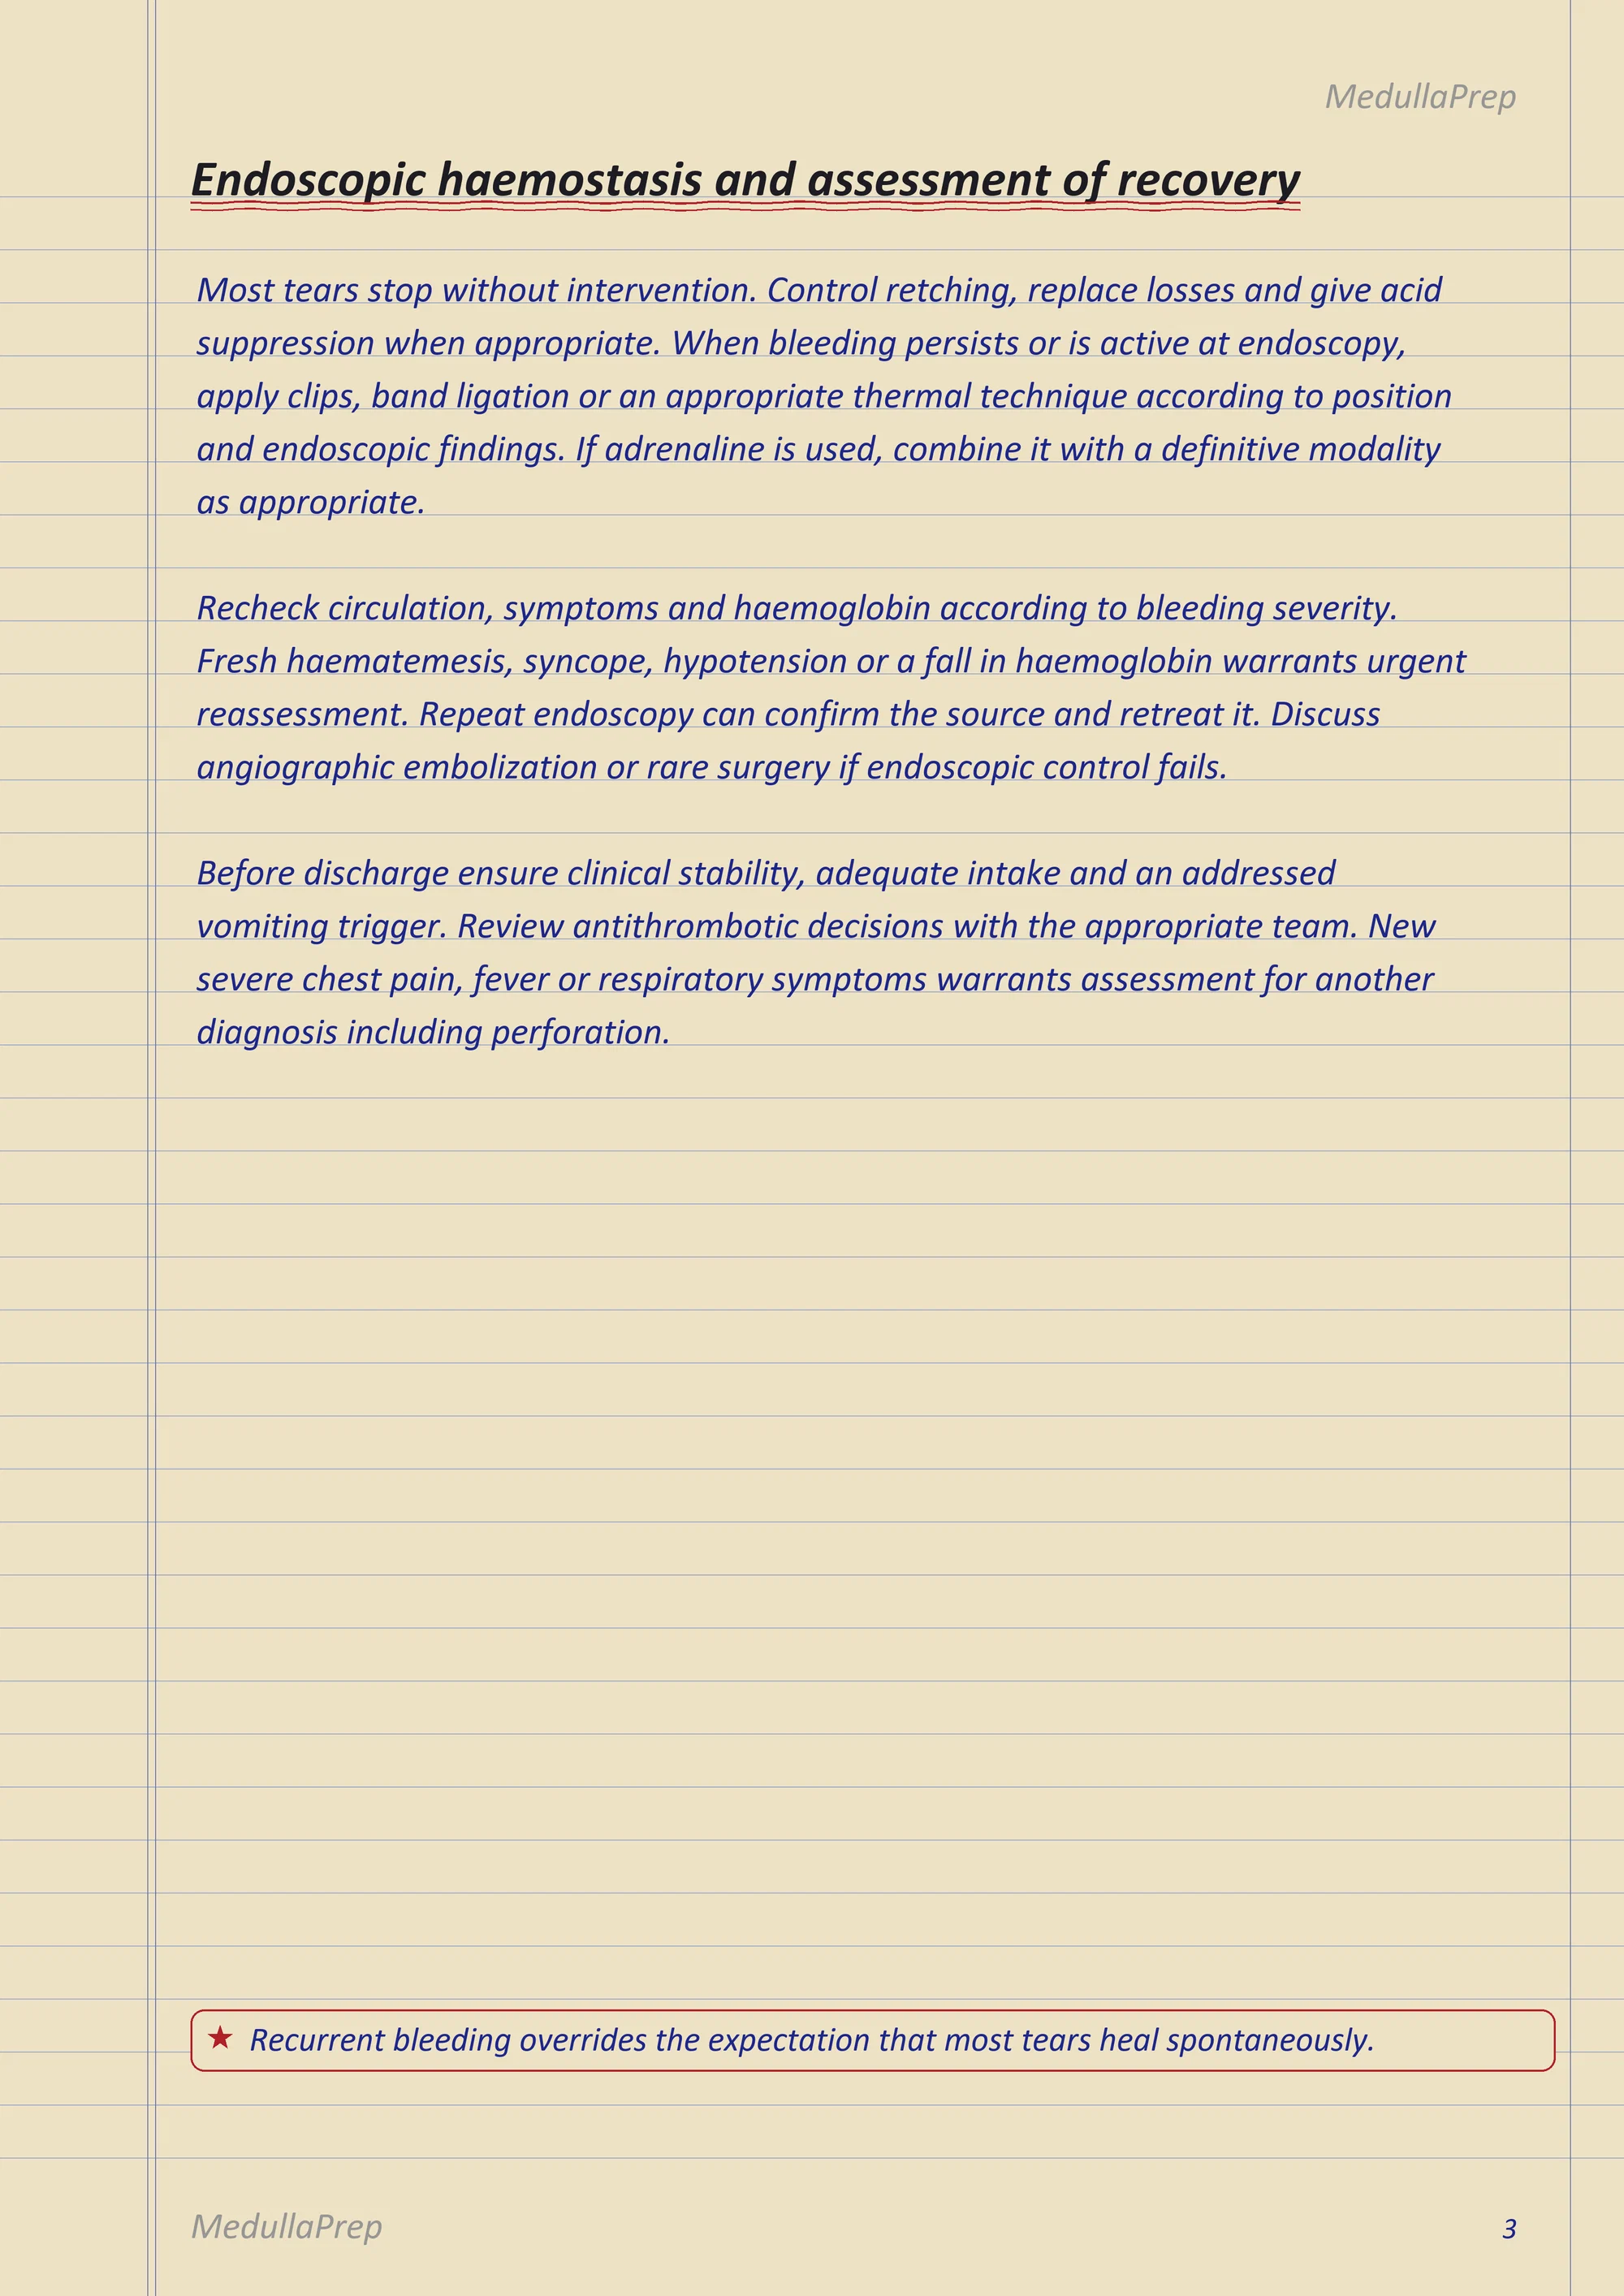 MedullaPrep
Endoscopic haemostasis and assessment of recovery
Most tears stop without intervention. Control retching, replace losses and give acid
suppression when appropriate. When bleeding persists or is active at endoscopy,
apply clips, band ligation or an appropriate thermal technique according to position
and endoscopic findings. If adrenaline is used, combine it with a definitive modality
as appropriate.
Recheck circulation, symptoms and haemoglobin according to bleeding severity.
Fresh haematemesis, syncope, hypotension or a fall in haemoglobin warrants urgent
reassessment. Repeat endoscopy can confirm the source and retreat it. Discuss
angiographic embolization or rare surgery if endoscopic control fails.
Before discharge ensure clinical stability, adequate intake and an addressed
vomiting trigger. Review antithrombotic decisions with the appropriate team. New
severe chest pain, fever or respiratory symptoms warrants assessment for another
diagnosis including perforation.
★ Recurrent bleeding overrides the expectation that most tears heal spontaneously.
MedullaPrep
3